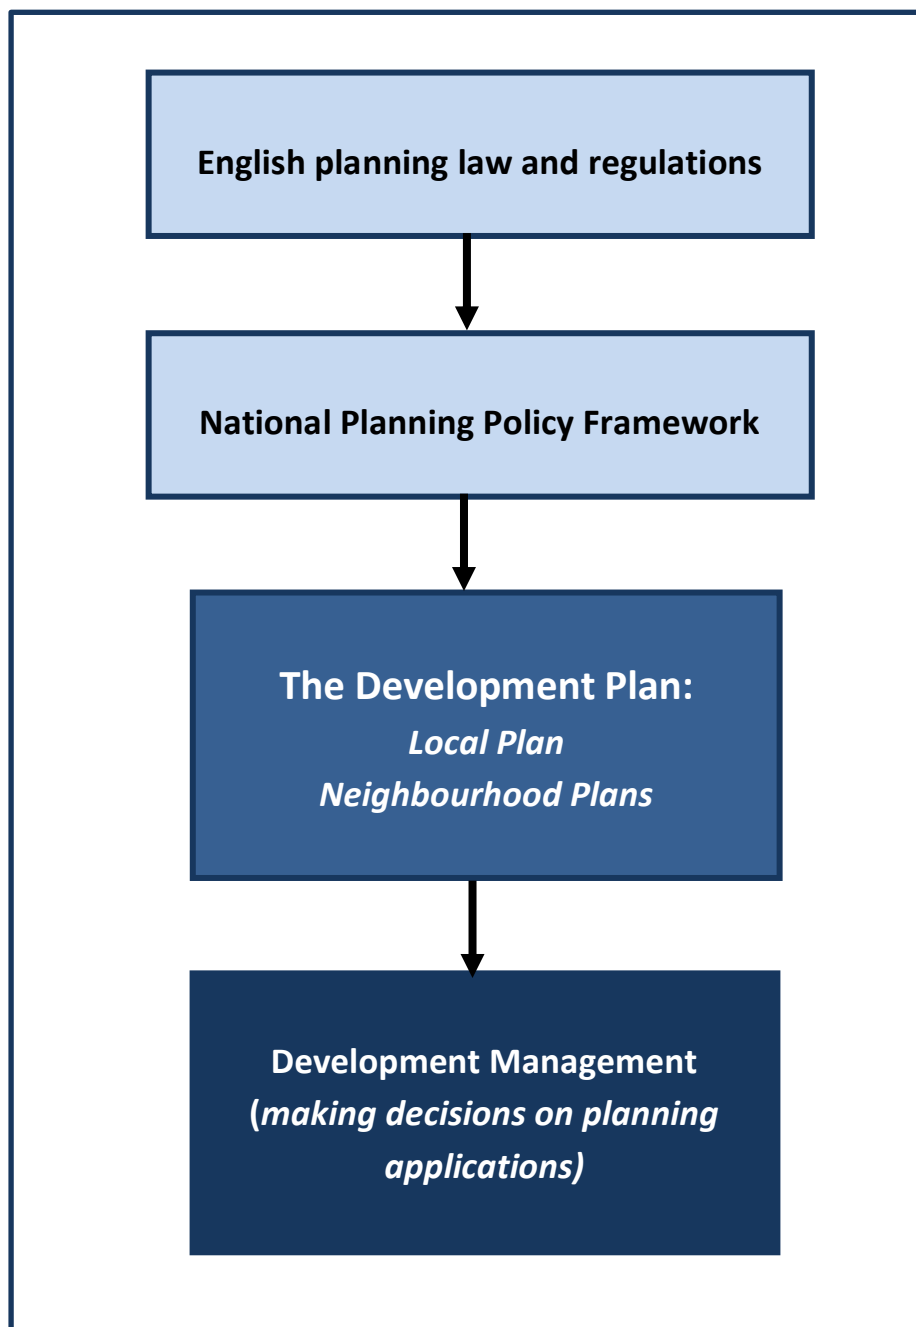 English planning law and regulations
National Planning Policy Framework
The Development Plan:
Local Plan
Neighbourhood Plans
Development Management
(making decisions on planning
applications)